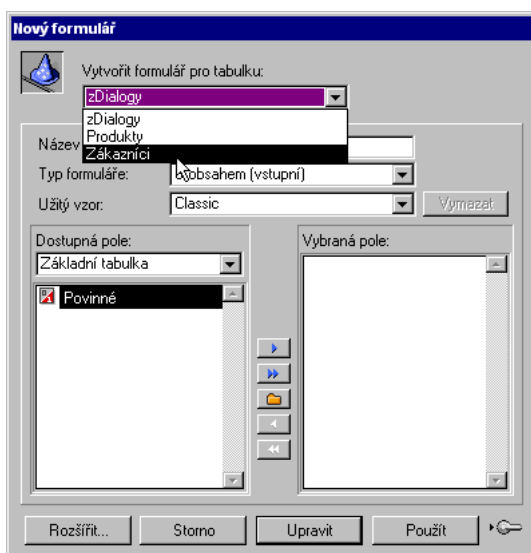 Nový formulář
Vytvořit formulář pro tabulku:
zDialogy
zDialogy
Produkty
Zákazníci
Název
Typ formuláře:
obsahem (vstupní)
Užitý vzor:
Classic
Vymazat
Dostupná pole:
Vybraná pole:
Základní tabulka
Povinné
Rozšířit...
Storno
Upravit
Použít